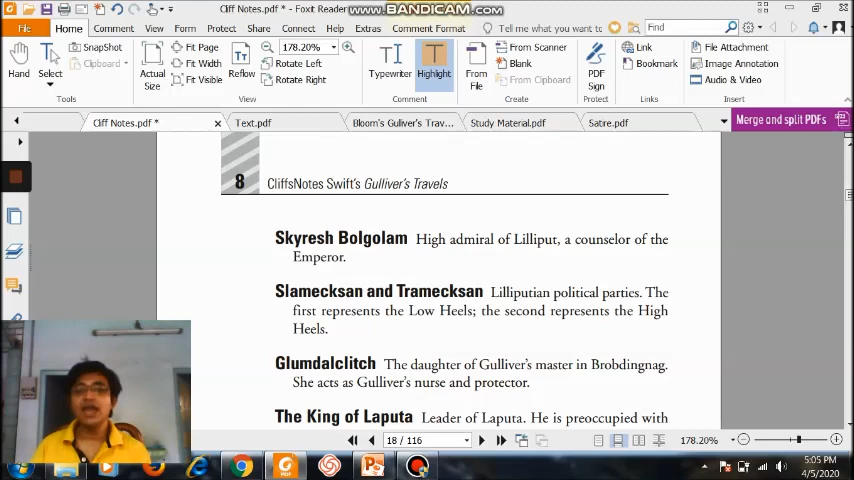 Cliff Notes.pdf * - Foxit Reader
www.BANDICAM.com
File
Home
Comment
View
Form
Protect
Share
Connect
Help
Extras
Comment Format
Tell me what you want
Find
Hand
Select
SnapShot
Clipboard
Tools
Actual Size
Fit Page
Fit Width
Fit Visible
Reflow
178.20%
Rotate Left
Rotate Right
View
Typewriter
Highlight
Comment
From File
From Scanner
Blank
From Clipboard
Create
PDF Sign
Protect
Link
Bookmark
Links
File Attachment
Image Annotation
Audio & Video
Insert
Cliff Notes.pdf *
Text.pdf
Bloom's Guliver's Trav...
Study Material.pdf
Satre.pdf
Merge and split PDFs
8 CliffsNotes Swift's Gulliver's Travels
Skyresh Bolgolam High admiral of Lilliput, a counselor of the
Emperor.
Slamecksan and Tramecksan Lilliputian political parties. The
first represents the Low Heels; the second represents the High
Heels.
Glumdalclitch The daughter of Gulliver's master in Brobdingnag.
She acts as Gulliver's nurse and protector.
The King of Laputa Leader of Laputa. He is preoccupied with
18 / 116
178.20%
5:05 PM
4/5/2020